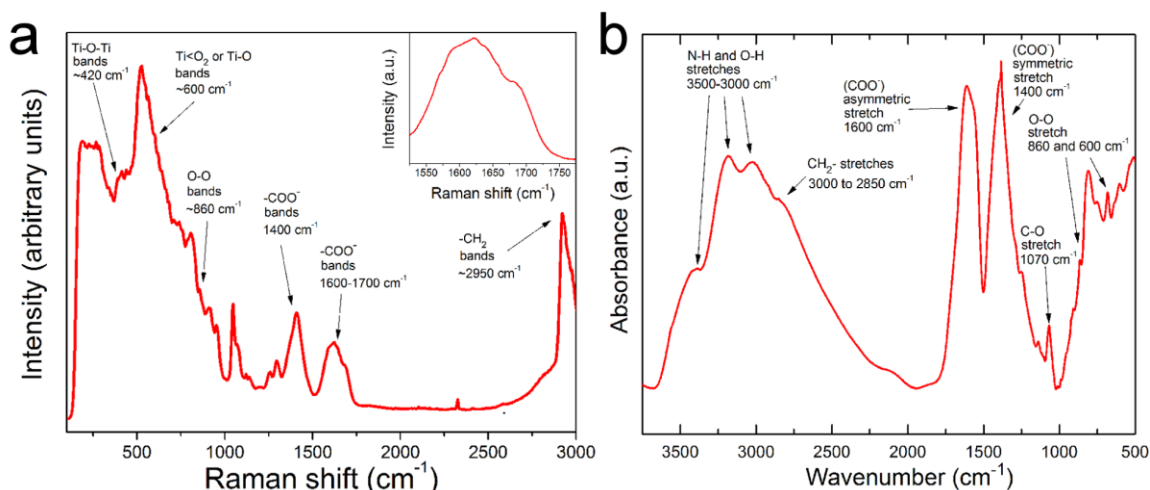 a
Ti-O-Ti
bands
~420 cm⁻¹
Ti<O₂ or Ti-O
bands
~600 cm⁻¹
O-O
bands
~860 cm⁻¹
-COO⁻
bands
1400 cm⁻¹
-COO⁻
bands
1600-1700 cm⁻¹
-CH₂
bands
~2950 cm⁻¹
Intensity (a.u.)
1550 1600 1650 1700 1750
Raman shift (cm⁻¹)
Intensity (arbitrary units)
500 1000 1500 2000 2500 3000
Raman shift (cm⁻¹)
b
N-H and O-H
stretches
3500-3000 cm⁻¹
(COO⁻)
asymmetric
stretch
1600 cm⁻¹
(COO⁻)
symmetric
stretch
1400 cm⁻¹
O-O
stretch
860 and 600 cm⁻¹
CH₂- stretches
3000 to 2850 cm⁻¹
C-O
stretch
1070 cm⁻¹
Absorbance (a.u.)
3500 3000 2500 2000 1500 1000 500
Wavenumber (cm⁻¹)